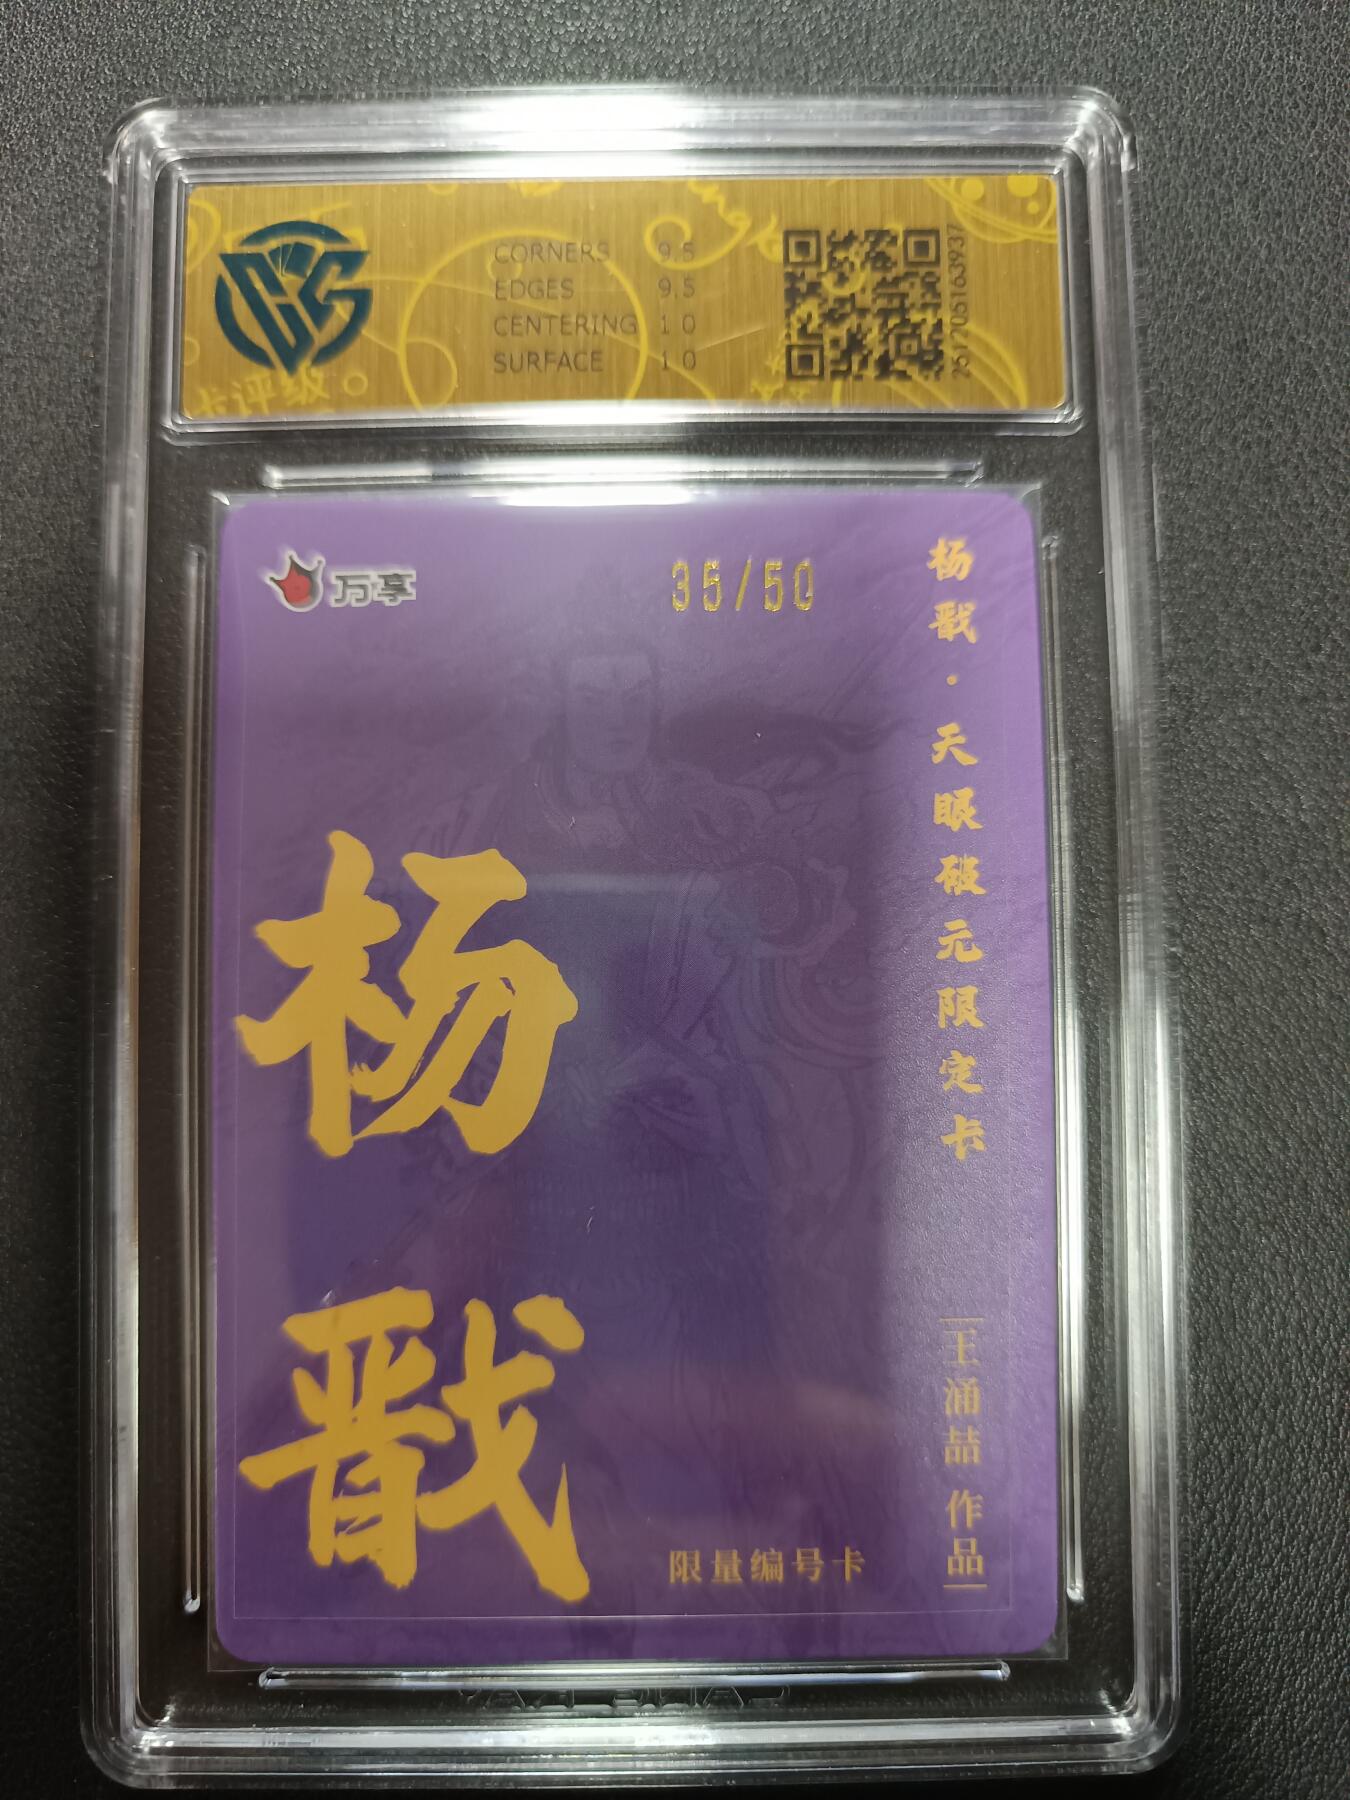 CORNERS 9.5
EDGES 9.5
CENTERING 10
SURFACE 10
卡评级
万享
35/50
杨戬·天眼破元限定卡
杨戬
王涌喆 作品
限量编号卡